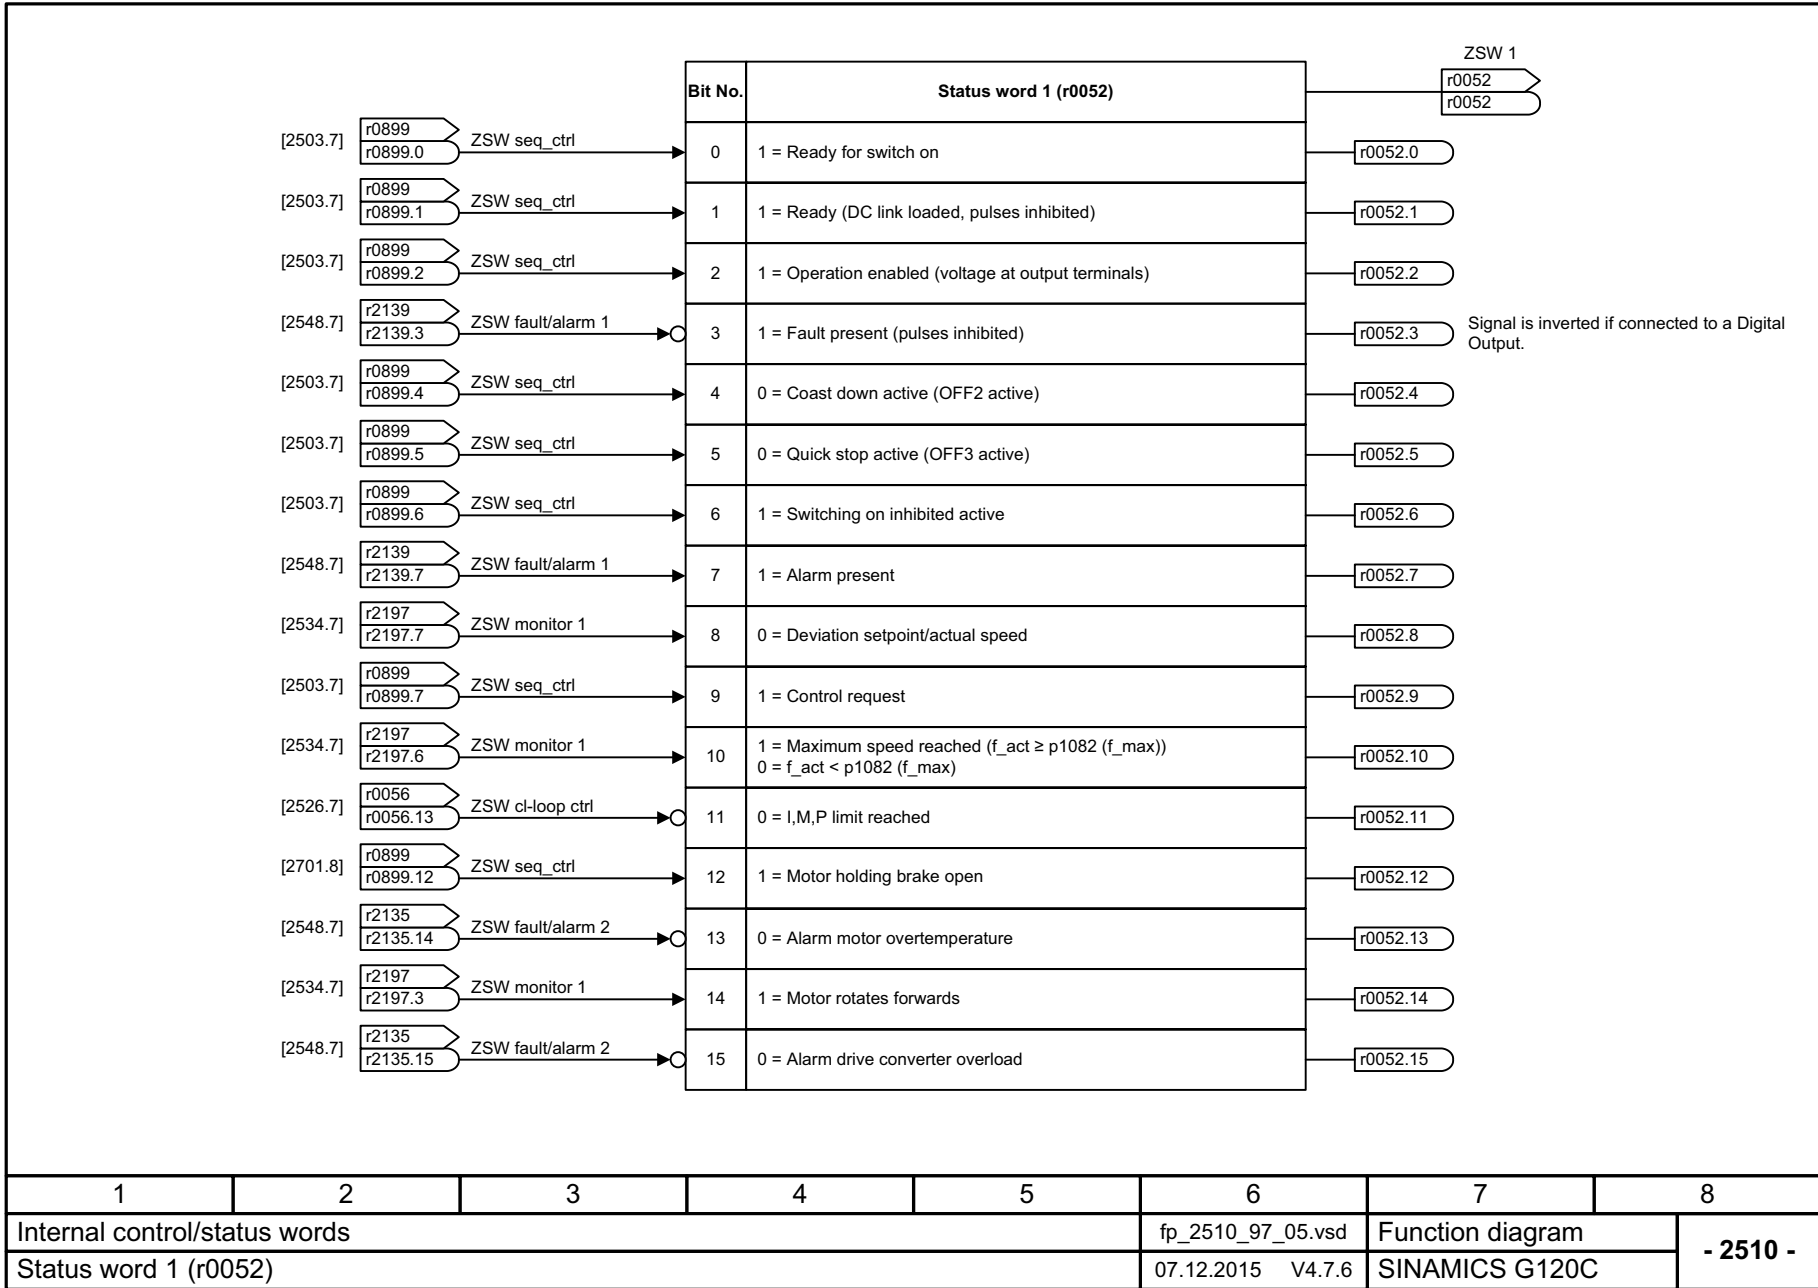 ZSW 1
r0052
r0052
Bit No. Status word 1 (r0052)
[2503.7] r0899
r0899.0 ZSW seq_ctrl 0 1 = Ready for switch on r0052.0
[2503.7] r0899
r0899.1 ZSW seq_ctrl 1 1 = Ready (DC link loaded, pulses inhibited) r0052.1
[2503.7] r0899
r0899.2 ZSW seq_ctrl 2 1 = Operation enabled (voltage at output terminals) r0052.2
[2548.7] r2139
r2139.3 ZSW fault/alarm 1 3 1 = Fault present (pulses inhibited) r0052.3 Signal is inverted if connected to a Digital
Output.
[2503.7] r0899
r0899.4 ZSW seq_ctrl 4 0 = Coast down active (OFF2 active) r0052.4
[2503.7] r0899
r0899.5 ZSW seq_ctrl 5 0 = Quick stop active (OFF3 active) r0052.5
[2503.7] r0899
r0899.6 ZSW seq_ctrl 6 1 = Switching on inhibited active r0052.6
[2548.7] r2139
r2139.7 ZSW fault/alarm 1 7 1 = Alarm present r0052.7
[2534.7] r2197
r2197.7 ZSW monitor 1 8 0 = Deviation setpoint/actual speed r0052.8
[2503.7] r0899
r0899.7 ZSW seq_ctrl 9 1 = Control request r0052.9
[2534.7] r2197
r2197.6 ZSW monitor 1 10 1 = Maximum speed reached (f_act ≥ p1082 (f_max))
0 = f_act < p1082 (f_max) r0052.10
[2526.7] r0056
r0056.13 ZSW cl-loop ctrl 11 0 = I,M,P limit reached r0052.11
[2701.8] r0899
r0899.12 ZSW seq_ctrl 12 1 = Motor holding brake open r0052.12
[2548.7] r2135
r2135.14 ZSW fault/alarm 2 13 0 = Alarm motor overtemperature r0052.13
[2534.7] r2197
r2197.3 ZSW monitor 1 14 1 = Motor rotates forwards r0052.14
[2548.7] r2135
r2135.15 ZSW fault/alarm 2 15 0 = Alarm drive converter overload r0052.15
1 2 3 4 5 6 7 8
Internal control/status words fp_2510_97_05.vsd Function diagram - 2510 -
Status word 1 (r0052) 07.12.2015 V4.7.6 SINAMICS G120C